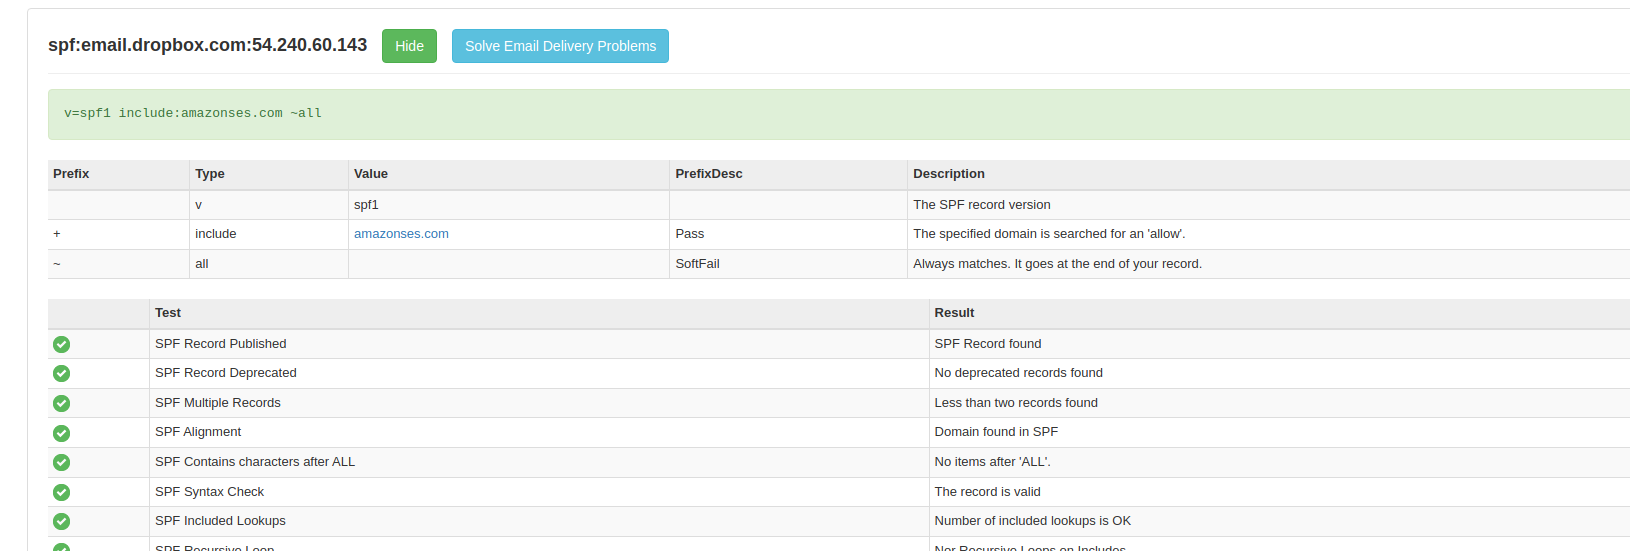 spf:email.dropbox.com:54.240.60.143 Hide Solve Email Delivery Problems
v=spf1 include:amazonses.com ~all
Prefix Type Value PrefixDesc Description
v spf1 The SPF record version
+ include amazonses.com Pass The specified domain is searched for an 'allow'.
~ all SoftFail Always matches. It goes at the end of your record.
Test Result
SPF Record Published SPF Record found
SPF Record Deprecated No deprecated records found
SPF Multiple Records Less than two records found
SPF Alignment Domain found in SPF
SPF Contains characters after ALL No items after 'ALL'.
SPF Syntax Check The record is valid
SPF Included Lookups Number of included lookups is OK
SPF Recursive Loop Nor Recursive Loops on Includes